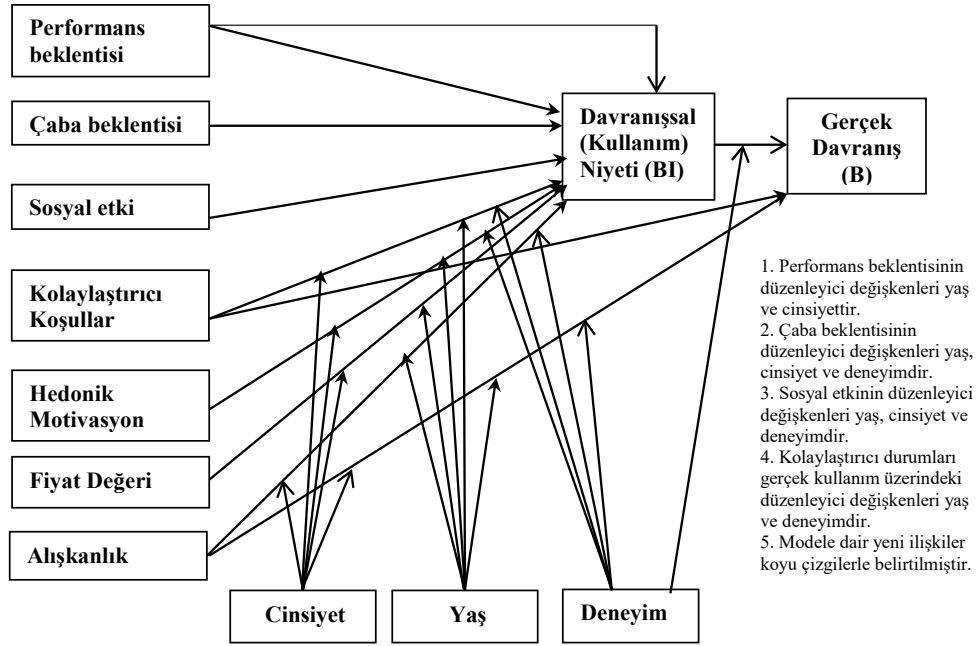 Performans
beklentisi
Çaba beklentisi
Sosyal etki
Kolaylaştırıcı
Koşullar
Hedonik
Motivasyon
Fiyat Değeri
Alışkanlık
Davranışsal
(Kullanım)
Niyeti (BI)
Gerçek
Davranış
(B)
1. Performans beklentisinin
düzenleyici değişkenleri yaş
ve cinsiyettir.
2. Çaba beklentisinin
düzenleyici değişkenleri yaş,
cinsiyet ve deneyimdir.
3. Sosyal etkinin düzenleyici
değişkenleri yaş, cinsiyet ve
deneyimdir.
4. Kolaylaştırıcı durumları
gerçek kullanım üzerindeki
düzenleyici değişkenleri yaş
ve deneyimdir.
5. Modele dair yeni ilişkiler
koyu çizgilerle belirtilmiştir.
Cinsiyet
Yaş
Deneyim